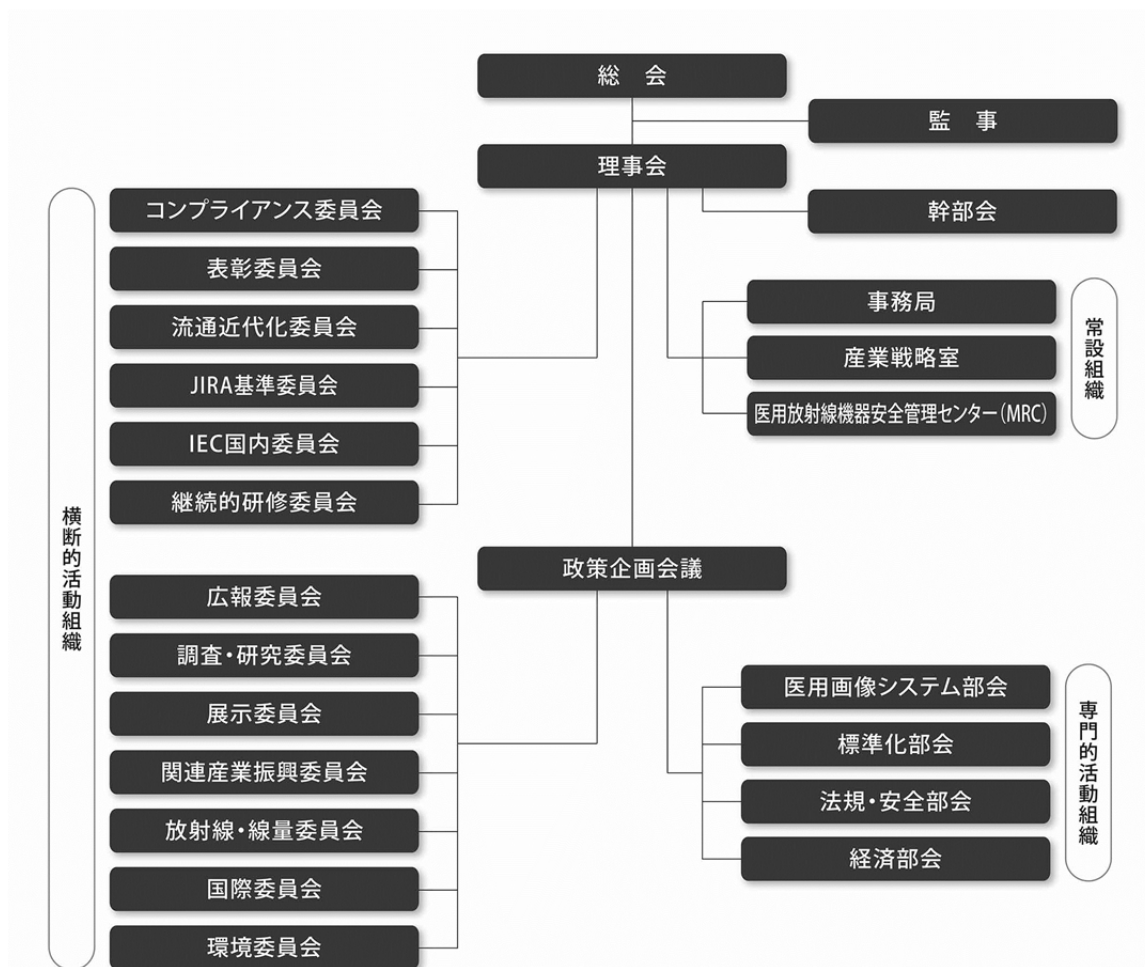 総　会
監　事
理事会
幹部会
コンプライアンス委員会
表彰委員会
流通近代化委員会
JIRA基準委員会
IEC国内委員会
継続的研修委員会
事務局
産業戦略室
医用放射線機器安全管理センター（MRC）
常設組織
横断的活動組織
政策企画会議
広報委員会
調査・研究委員会
展示委員会
関連産業振興委員会
放射線・線量委員会
国際委員会
環境委員会
医用画像システム部会
標準化部会
法規・安全部会
経済部会
専門的活動組織